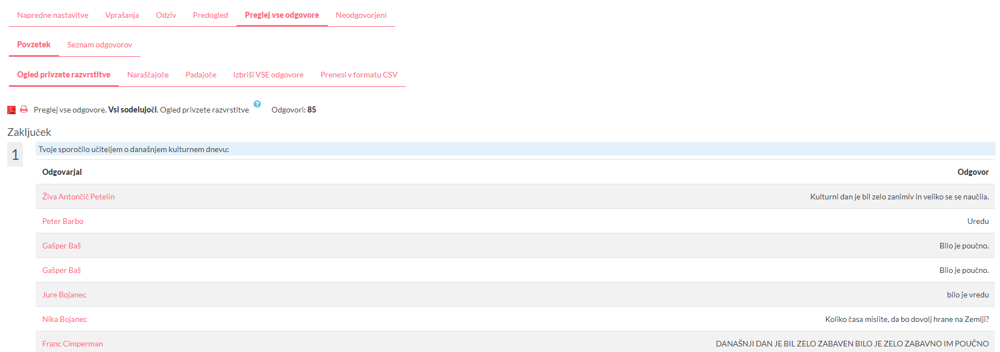 Napredne nastavitve Vprašanja Odziv Predogled Preglej vse odgovore Neodgovorjeni
Povzetek Seznam odgovorov
Ogled privzete razvrstitve Naraščajoče Padajoče Izbriši VSE odgovore Prenesi v formatu CSV
Preglej vse odgovore. Vsi sodelujoči. Ogled privzete razvrstitve ? Odgovori: 85
Zaključek
1 Tvoje sporočilo učiteljem o današnjem kulturnem dnevu:
Odgovarjal Odgovor
Živa Antončič Petelin Kulturni dan je bil zelo zanimiv in veliko se se naučila.
Peter Barbo Uredu
Gašper Baš Bilo je poučno.
Gašper Baš Bilo je poučno.
Jure Bojanec bilo je vredu
Nika Bojanec Koliko časa mislite, da bo dovolj hrane na Zemlji?
Franc Cimperman DANAŠNJI DAN JE BIL ZELO ZABAVEN BILO JE ZELO ZABAVNO IM POUČNO